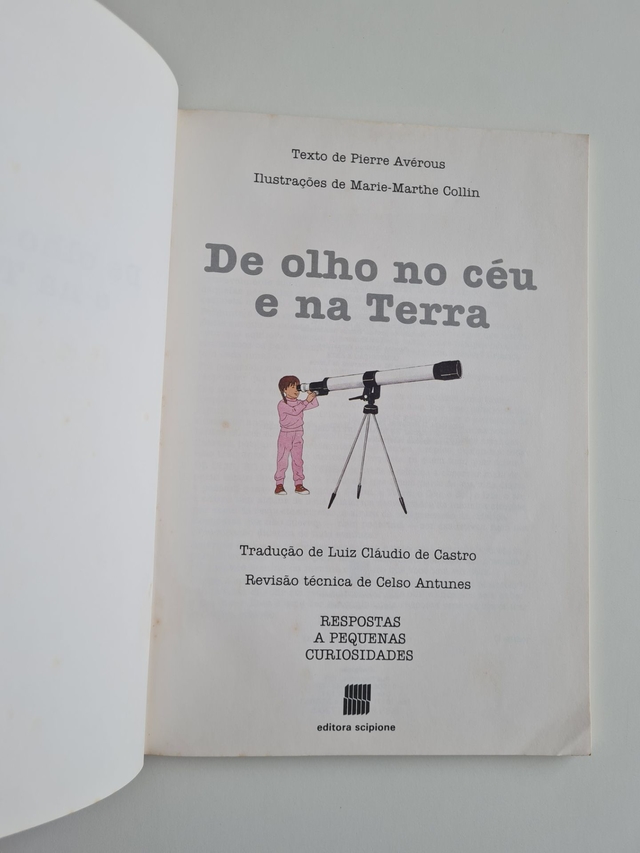 Texto de Pierre Avérous
Ilustrações de Marie-Marthe Collin
De olho no céu
e na Terra
Tradução de Luiz Cláudio de Castro
Revisão técnica de Celso Antunes
RESPOSTAS
A PEQUENAS
CURIOSIDADES
editora scipione